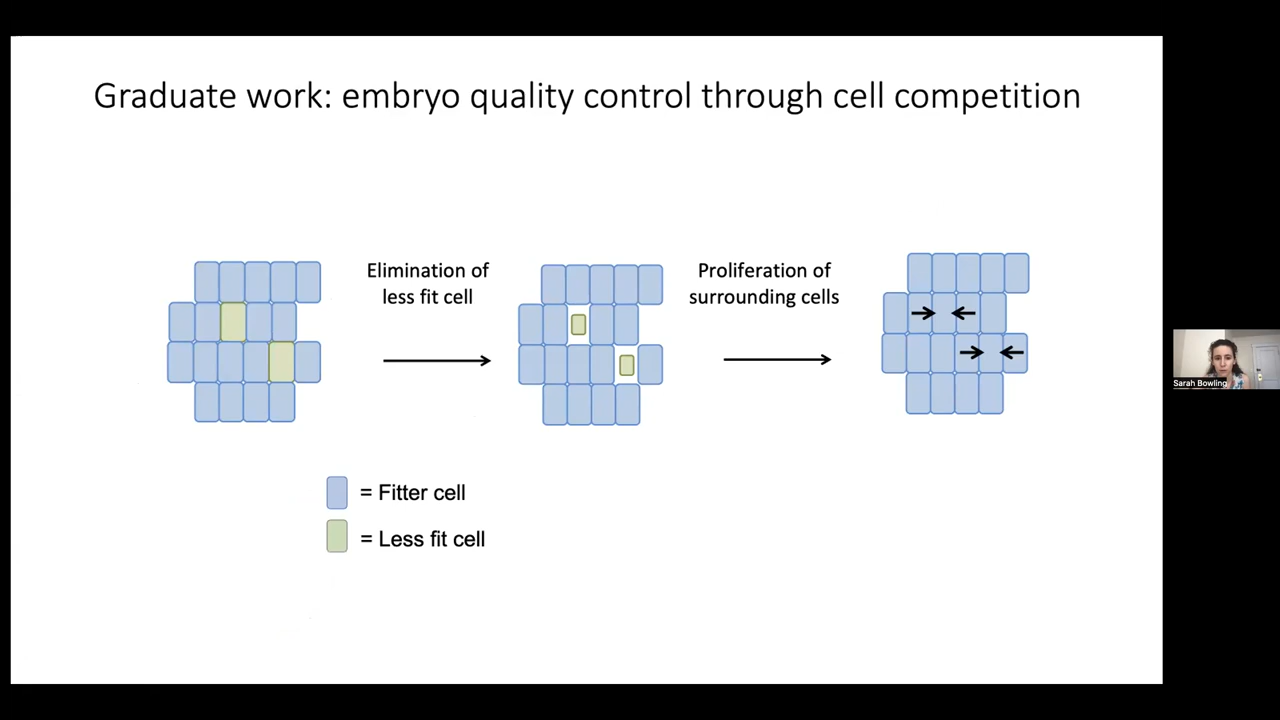 Graduate work: embryo quality control through cell competition
Elimination of
less fit cell
Proliferation of
surrounding cells
= Fitter cell
= Less fit cell
Sarah Bowling